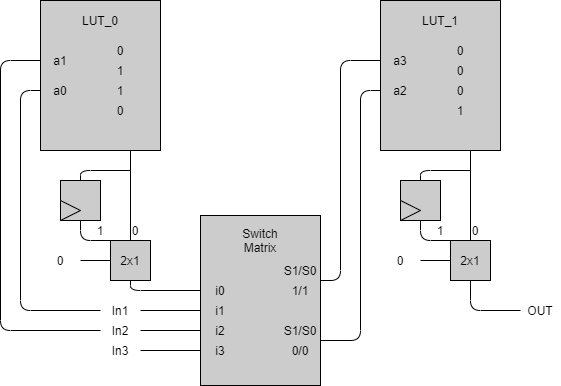 LUT_0
LUT_1
0
0
a1
a3
1
0
a0
a2
1
0
0
1
1
0
1
0
Switch
Matrix
0
2x1
0
2x1
S1/S0
i0
1/1
In1
i1
OUT
In2
i2
S1/S0
In3
i3
0/0